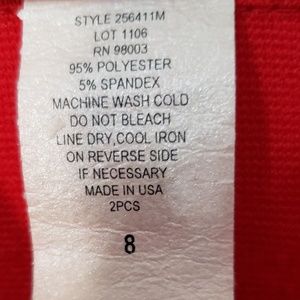 STYLE 256411M
LOT 1106
RN 98003
95% POLYESTER
5% SPANDEX
MACHINE WASH COLD
DO NOT BLEACH
LINE DRY,COOL IRON
ON REVERSE SIDE
IF NECESSARY
MADE IN USA
2PCS
8